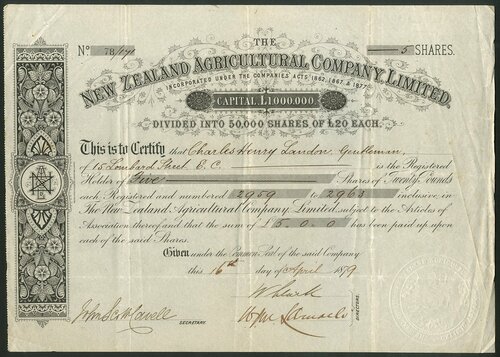 THE
Nº 78/171 5 SHARES.
NEW ZEALAND AGRICULTURAL COMPANY, LIMITED.
INCORPORATED UNDER THE COMPANIES ACTS, 1862, 1867, & 1877.
CAPITAL, £1,000,000.
DIVIDED INTO 50,000 SHARES OF £20 EACH.
This is to Certify that Charles Henry Landon, Gentleman,
of 15 Lombard Street. E. C. is the Registered
Holder of Five Shares of Twenty Pounds
each, Registered and numbered 2959 to 2963 inclusive, in
The New Zealand Agricultural Company, Limited, subject to the Articles of
Association thereof, and that the sum of £5.0.0 has been paid up upon
each of the said Shares.
Given under the Common Seal of the said Company
this 16th day of April 1879
SECRETARY.